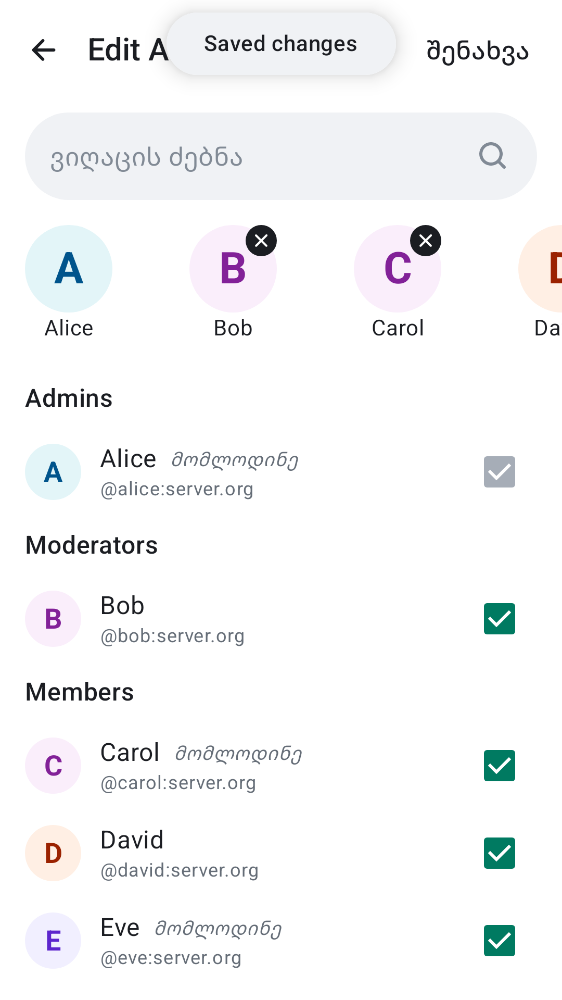 Edit A
Saved changes
შენახვა
ვიღაცის ძებნა
A
B
C
Alice
Bob
Carol
Da
Admins
A
Alice მომლოდინე
@alice:server.org
Moderators
B
Bob
@bob:server.org
Members
C
Carol მომლოდინე
@carol:server.org
D
David
@david:server.org
E
Eve მომლოდინე
@eve:server.org